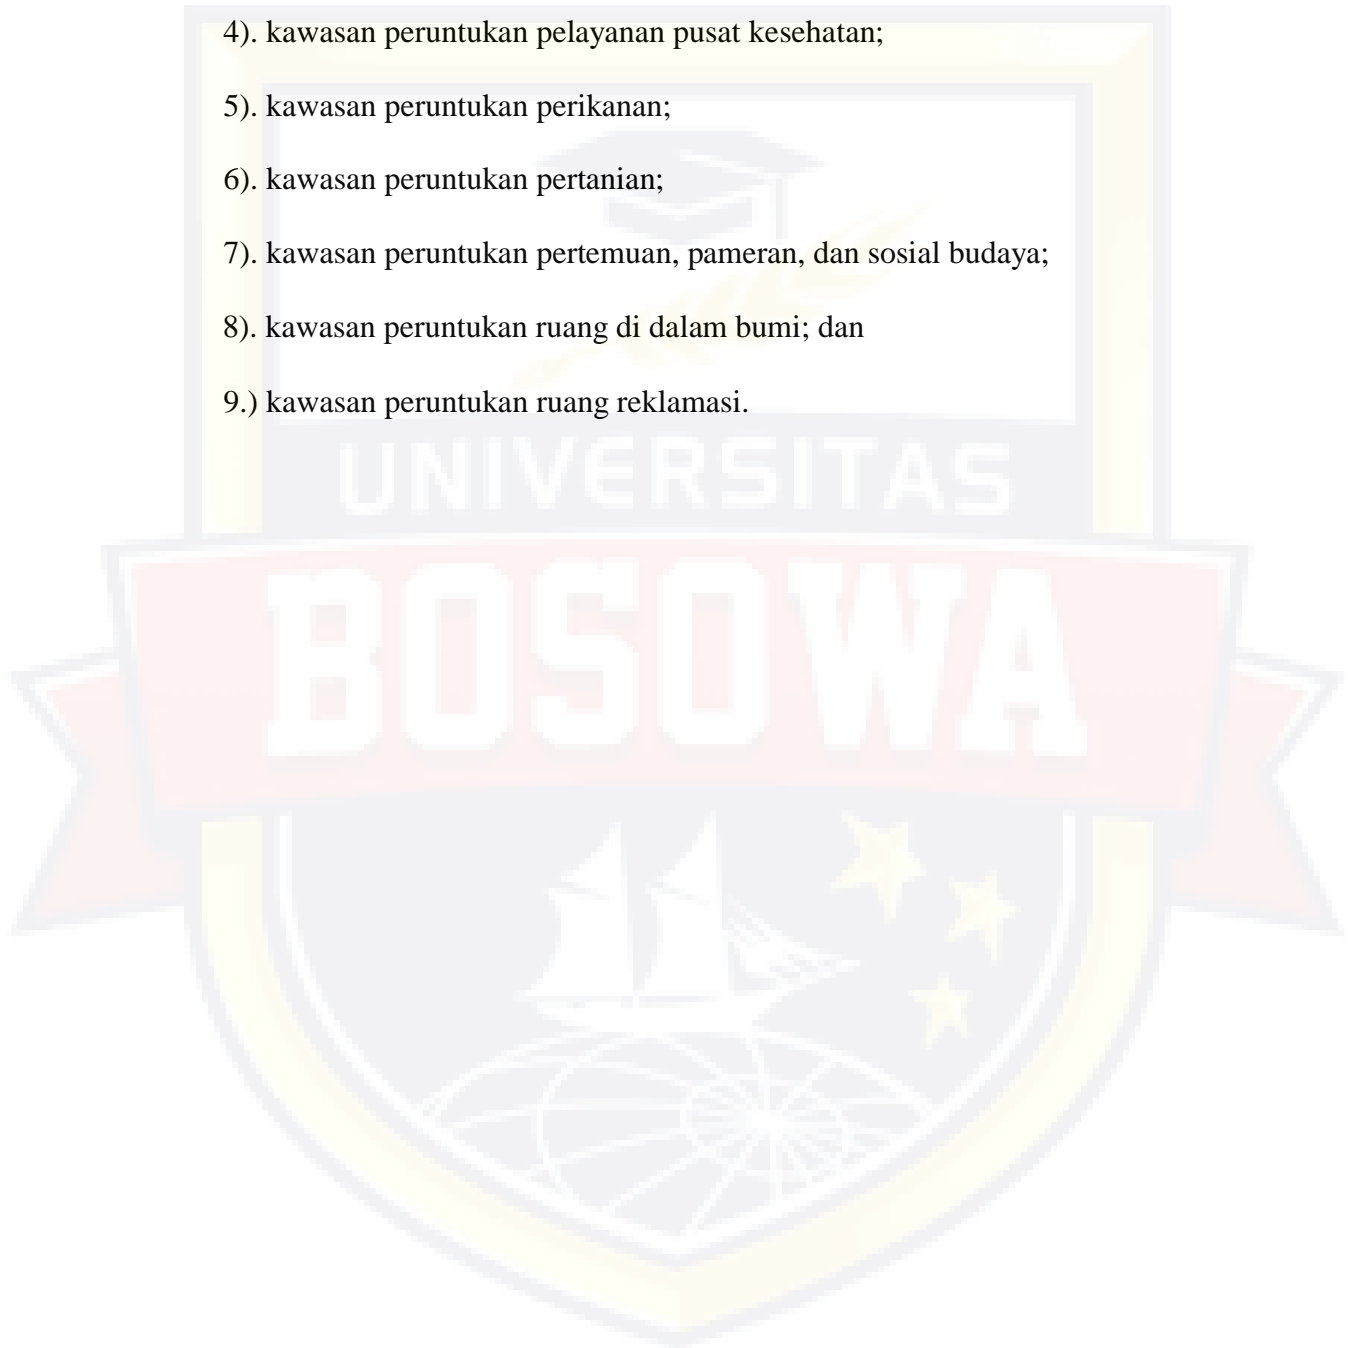 4). kawasan peruntukan pelayanan pusat kesehatan;
5). kawasan peruntukan perikanan;
6). kawasan peruntukan pertanian;
7). kawasan peruntukan pertemuan, pameran, dan sosial budaya;
8). kawasan peruntukan ruang di dalam bumi; dan
9.) kawasan peruntukan ruang reklamasi.
UNIVERSITAS
BOSOWA